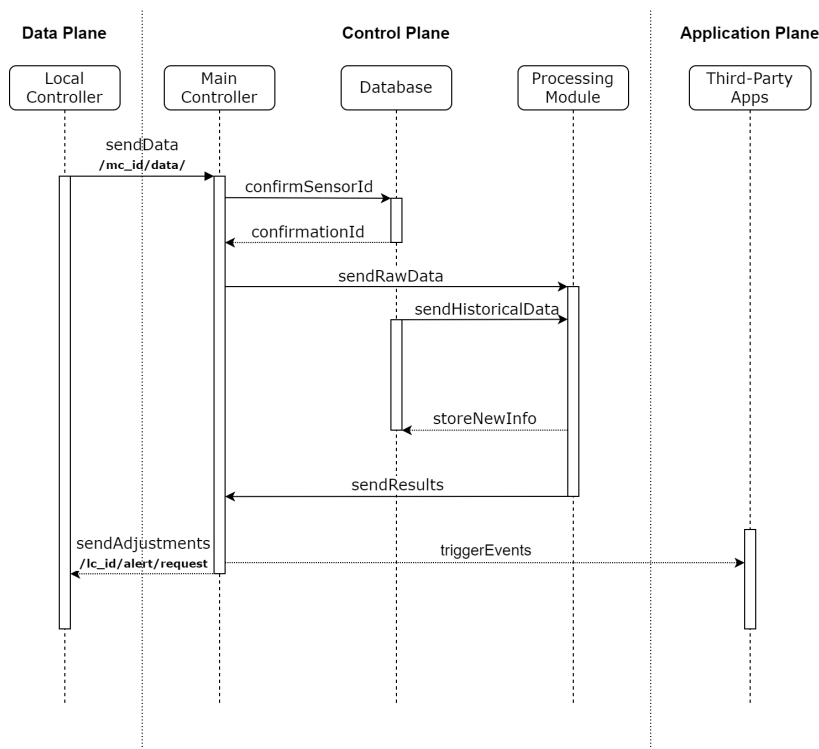 Data Plane
Control Plane
Application Plane
Local
Controller
Main
Controller
Database
Processing
Module
Third-Party
Apps
sendData
/mc_id/data/
confirmSensorId
confirmationId
sendRawData
sendHistoricalData
storeNewInfo
sendResults
sendAdjustments
/lc_id/alert/request
triggerEvents